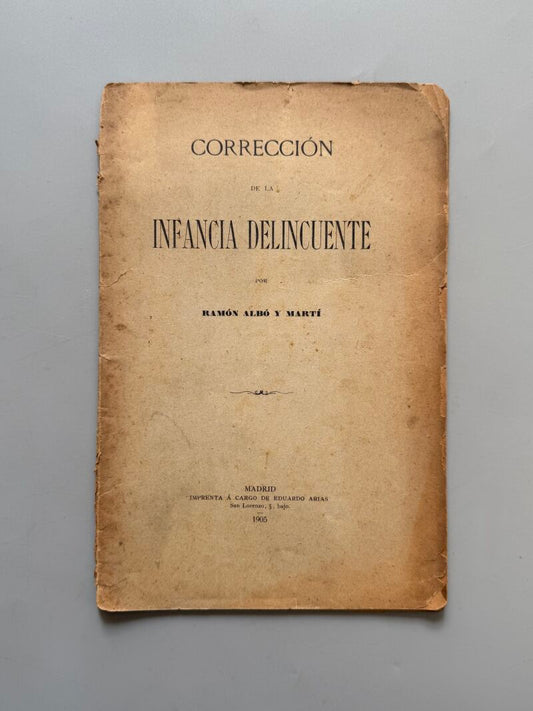 CORRECCIÓN
DE LA
INFANCIA DELINCUENTE
POR
RAMÓN ALBÓ Y MARTÍ
MADRID
IMPRENTA Á CARGO DE EDUARDO ARIAS
San Lorenzo, 5, bajo.
1905